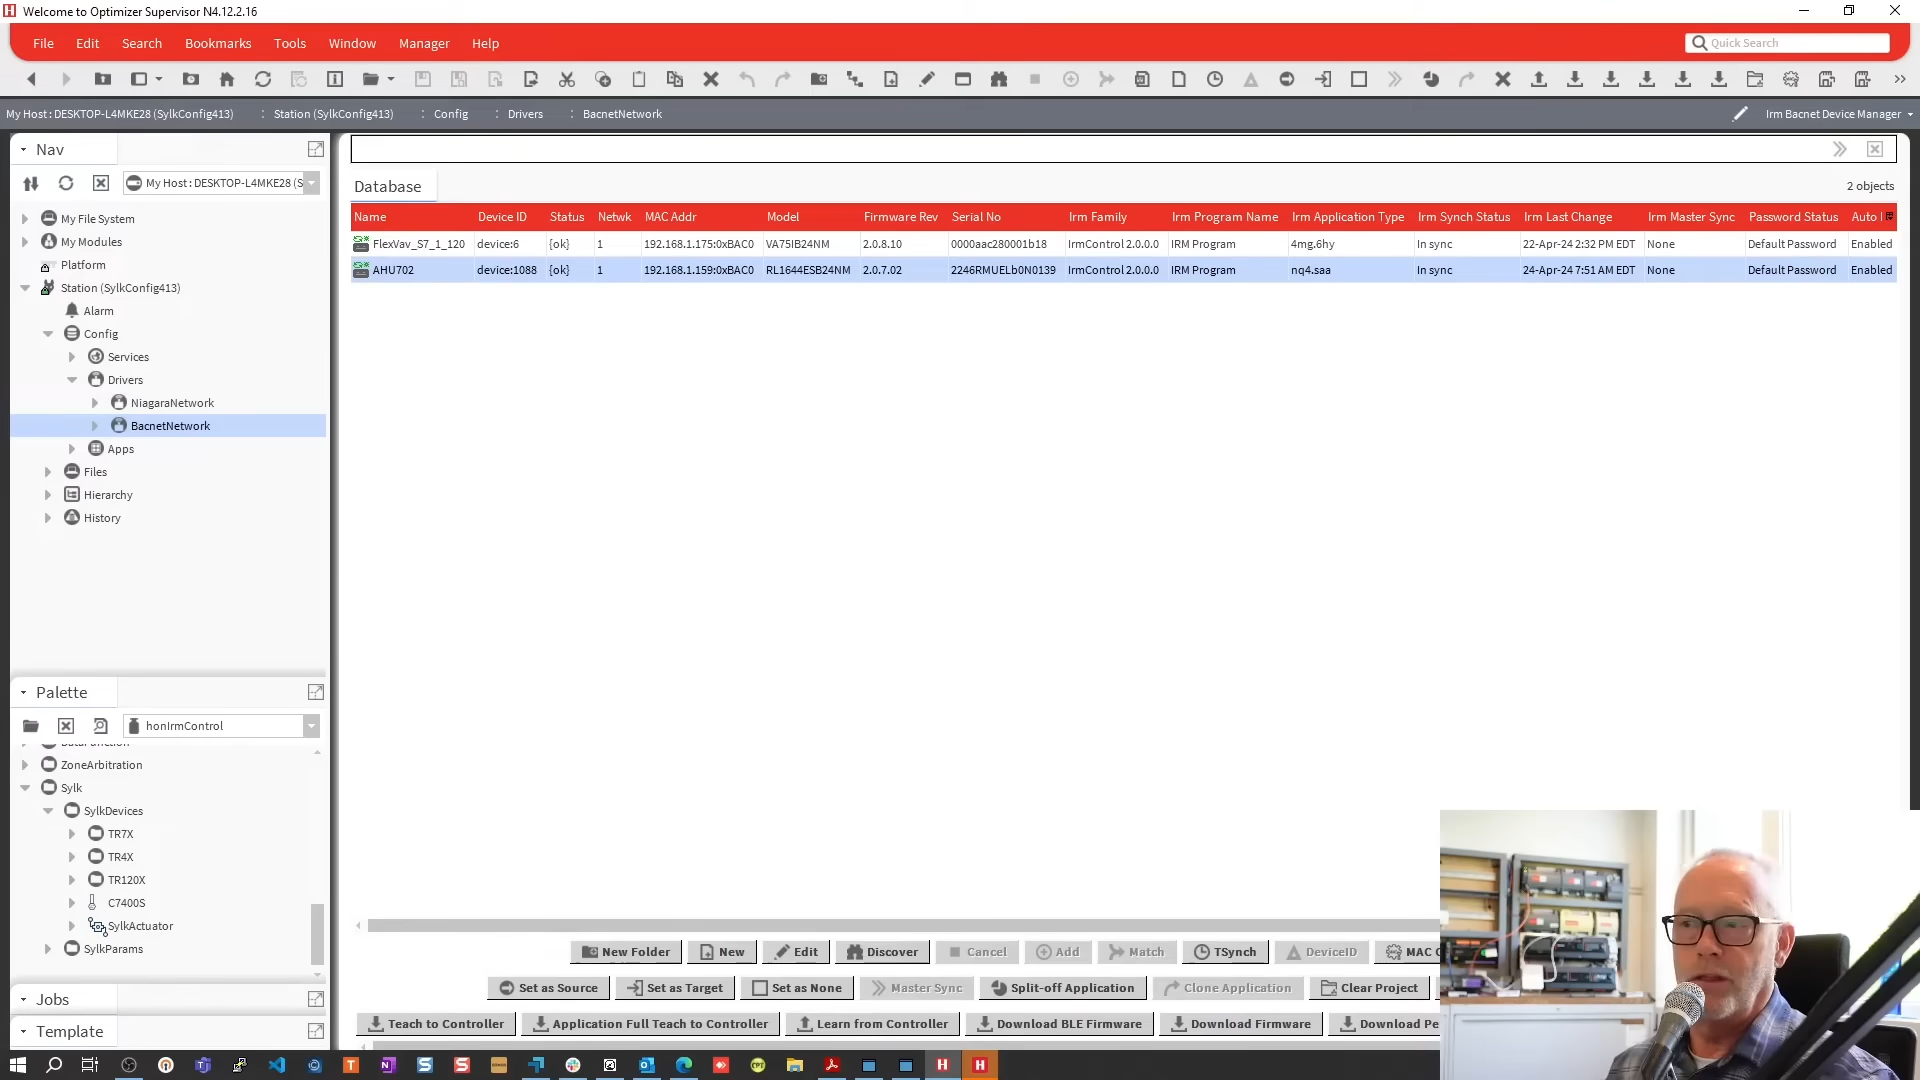 Welcome to Optimizer Supervisor N4.12.2.16
File Edit Search Bookmarks Tools Window Manager Help
Quick Search
My Host : DESKTOP-L4MKE28 (SylkConfig413) : Station (SylkConfig413) : Config : Drivers : BacnetNetwork
Irm Bacnet Device Manager
Nav
My Host : DESKTOP-L4MKE28 (S
My File System
My Modules
Platform
Station (SylkConfig413)
Alarm
Config
Services
Drivers
NiagaraNetwork
BacnetNetwork
Apps
Files
Hierarchy
History
Palette
honIrmControl
ZoneArbitration
Sylk
SylkDevices
TR7X
TR4X
TR120X
C7400S
SylkActuator
SylkParams
Jobs
Template
Database
2 objects
Name Device ID Status Netwk MAC Addr Model Firmware Rev Serial No Irm Family Irm Program Name Irm Application Type Irm Synch Status Irm Last Change Irm Master Sync Password Status Auto
FlexVav_S7_1_120 device:6 {ok} 1 192.168.1.175:0xBAC0 VA75IB24NM 2.0.8.10 0000aac280001b18 IrmControl 2.0.0.0 IRM Program 4mg.6hy In sync 22-Apr-24 2:32 PM EDT None Default Password Enabled
AHU702 device:1088 {ok} 1 192.168.1.159:0xBAC0 RL1644ESB24NM 2.0.7.02 2246RMUELb0N0139 IrmControl 2.0.0.0 IRM Program nq4.saa In sync 24-Apr-24 7:51 AM EDT None Default Password Enabled
New Folder New Edit Discover Cancel Add Match TSynch DeviceID MAC
Set as Source Set as Target Set as None Master Sync Split-off Application Clone Application Clear Project
Teach to Controller Application Full Teach to Controller Learn from Controller Download BLE Firmware Download Firmware Download Pe